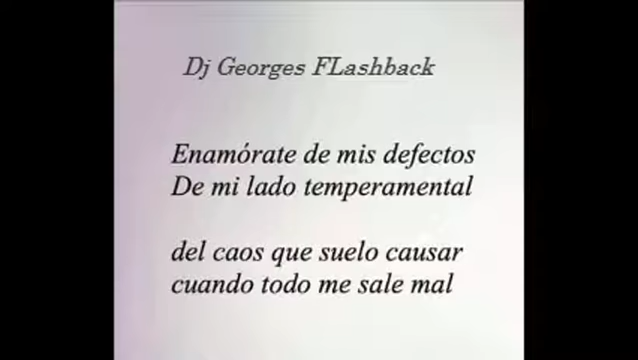 Dj Georges FLashback
Enamórate de mis defectos
De mi lado temperamental
del caos que suelo causar
cuando todo me sale mal